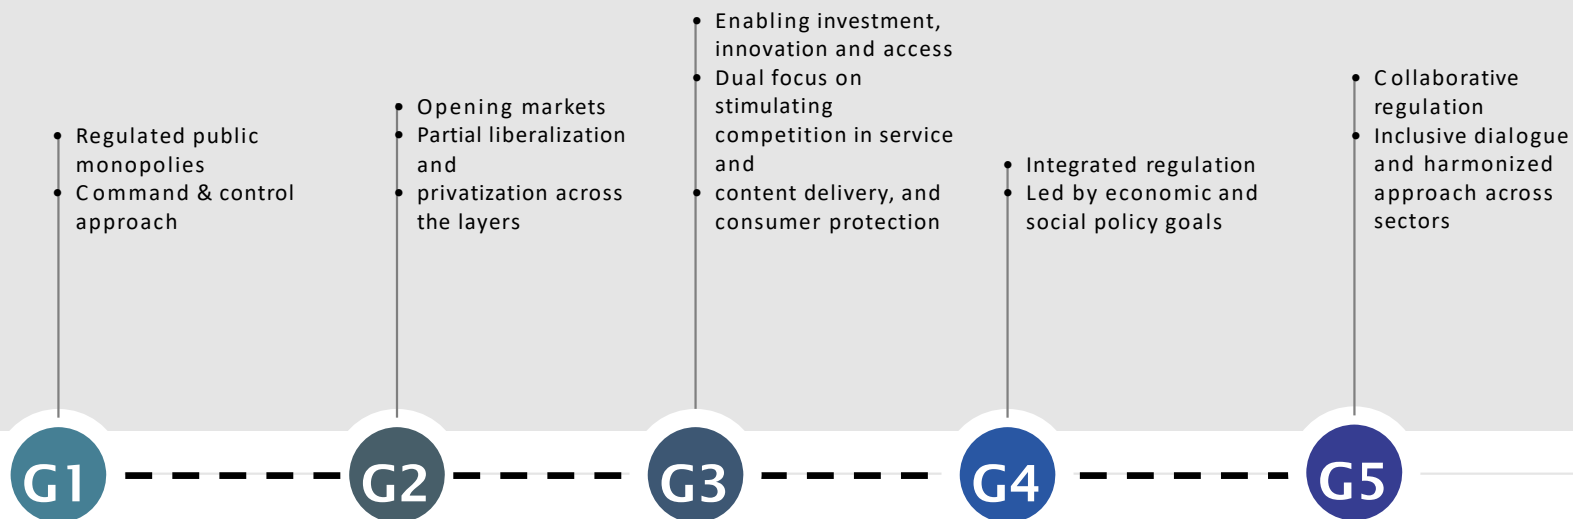 • Regulated public
monopolies
• Command & control
approach
• Opening markets
• Partial liberalization
and
• privatization across
the layers
• Enabling investment,
innovation and access
• Dual focus on
stimulating
competition in service
and
• content delivery, and
consumer protection
• Integrated regulation
• Led by economic and
social policy goals
• Collaborative
regulation
• Inclusive dialogue
and harmonized
approach across
sectors
G1
G2
G3
G4
G5